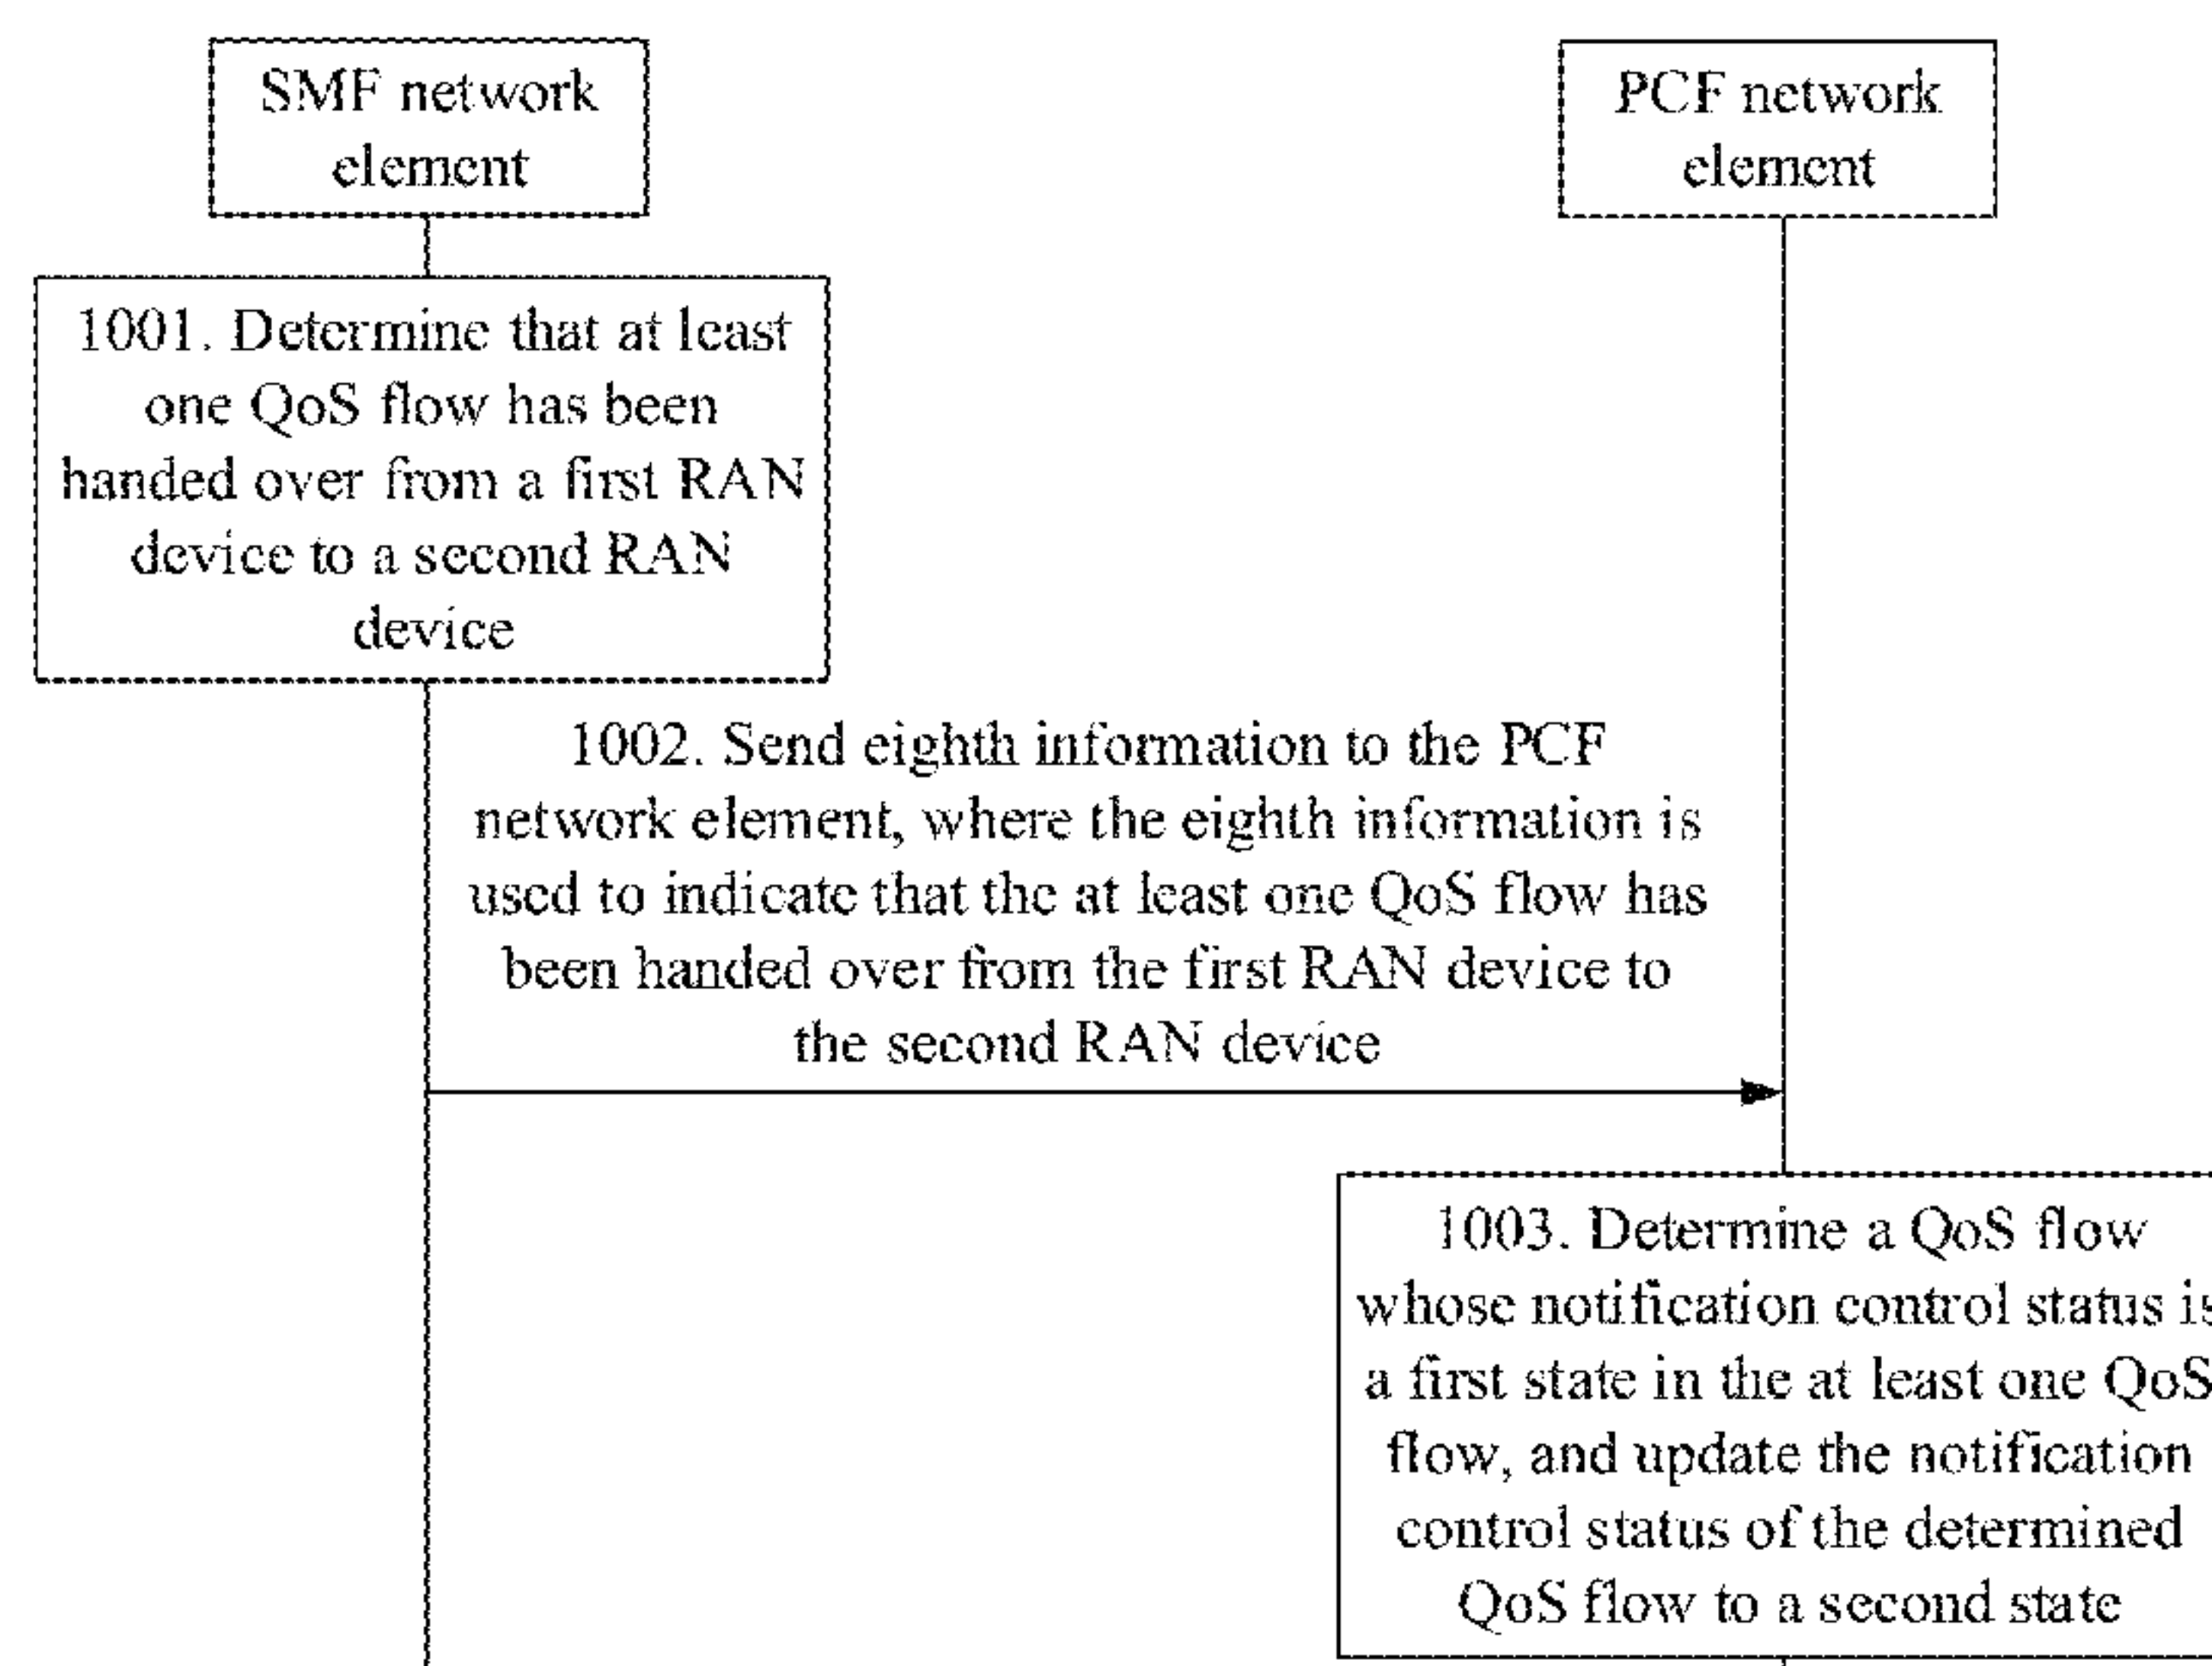 SMF network
element
PCF network
element
1001. Determine that at least
one QoS flow has been
handed over from a first RAN
device to a second RAN
device
1002. Send eighth information to the PCF
network element, where the eighth information is
used to indicate that the at least one QoS flow has
been handed over from the first RAN device to
the second RAN device
1003. Determine a QoS flow
whose notification control status is
a first state in the at least one QoS
flow, and update the notification
control status of the determined
QoS flow to a second state